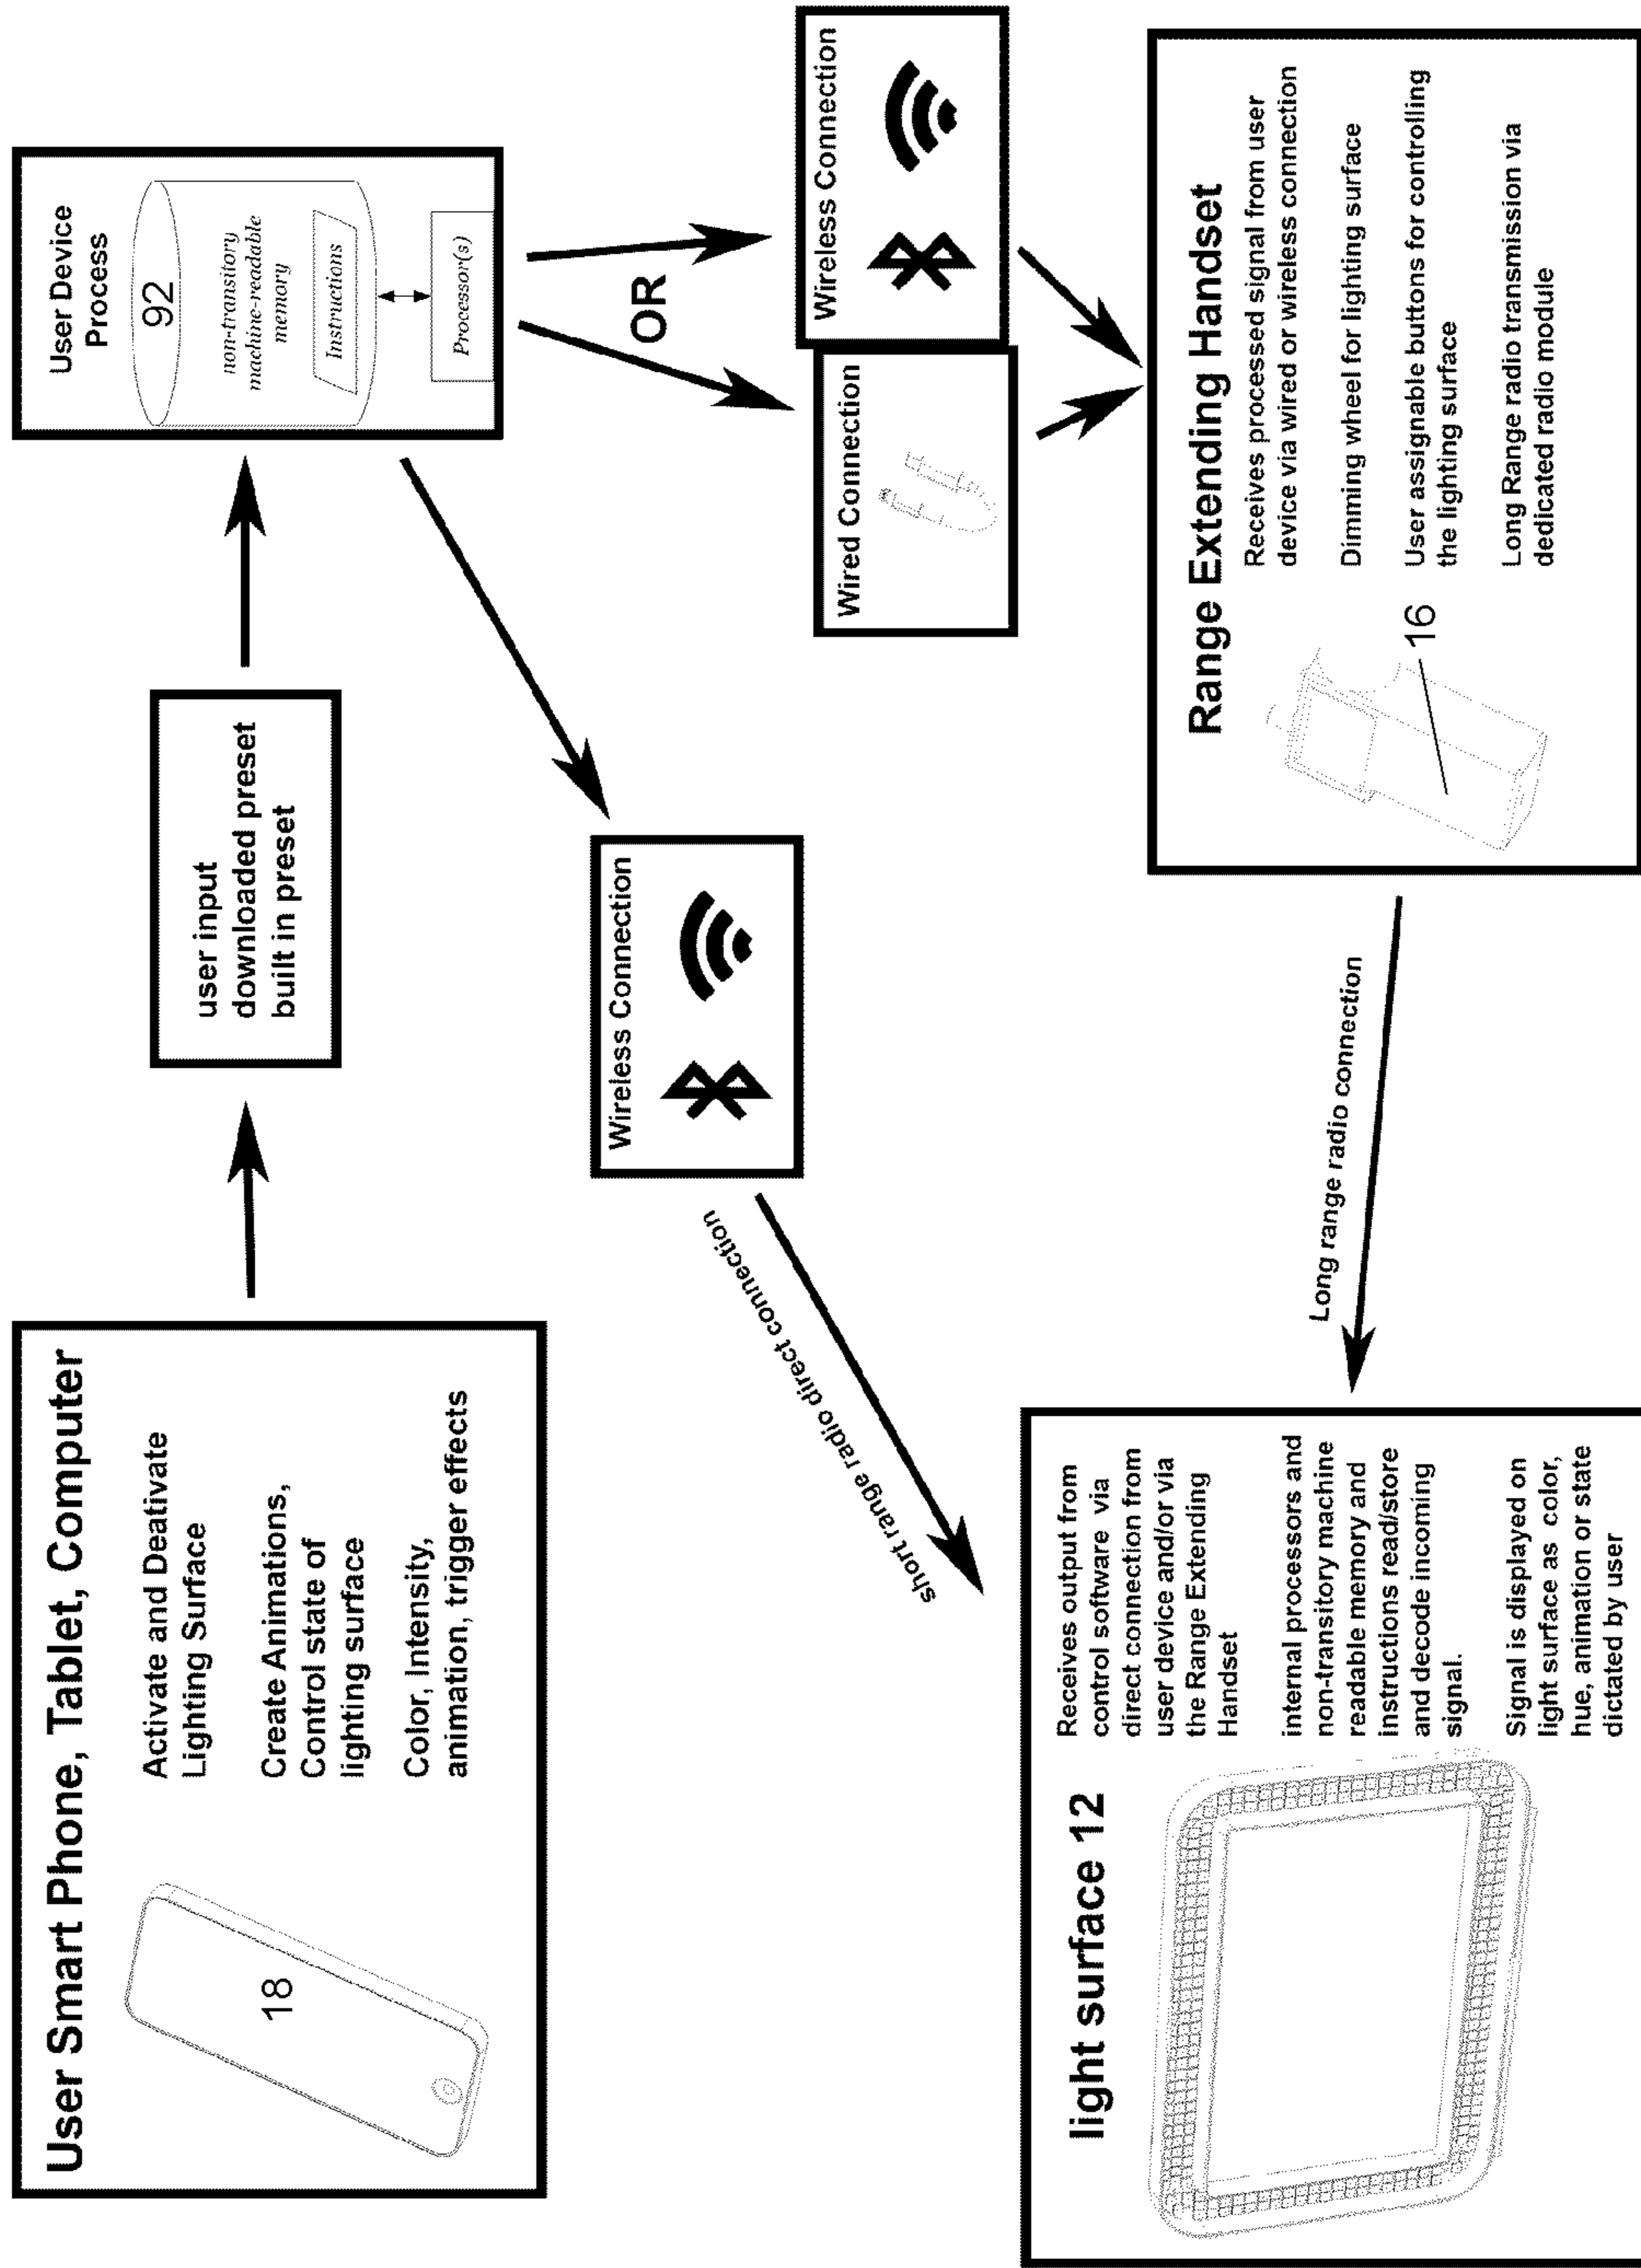 User Smart Phone, Tablet, Computer
18
Activate and Deativate
Lighting Surface
Create Animations,
Control state of
lighting surface
Color, Intensity,
animation, trigger effects
user input
downloaded preset
built in preset
User Device
Process
92
non-transitory
machine-readable
memory
Instructions
Processor(s)
OR
Wireless Connection
short range radio direct connection
Wired Connection
Wireless Connection
light surface 12
Receives output from
control software via
direct connection from
user device and/or via
the Range Extending
Handset
internal processors and
non-transitory machine
readable memory and
instructions read/store
and decode incoming
signal.
Signal is displayed on
light surface as color,
hue, animation or state
dictated by user
Long range radio connection
Range Extending Handset
16
Receives processed signal from user
device via wired or wireless connection
Dimming wheel for lighting surface
User assignable buttons for controlling
the lighting surface
Long Range radio transmission via
dedicated radio module